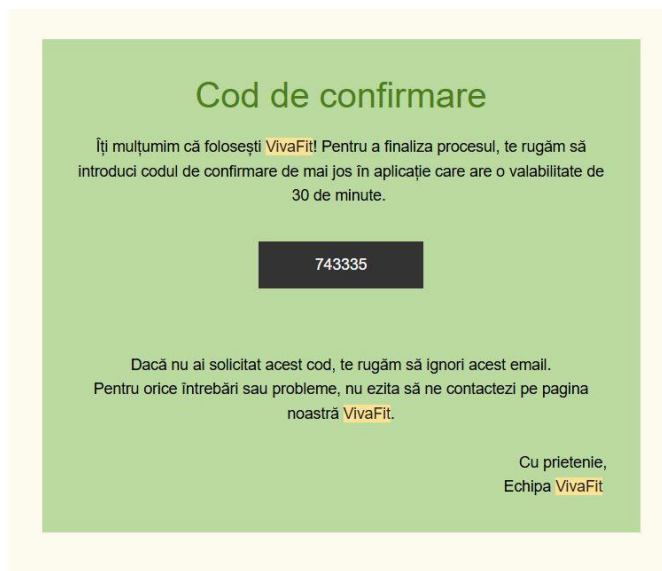 Cod de confirmare
Îți mulțumim că folosești VivaFit! Pentru a finaliza procesul, te rugăm să
introduci codul de confirmare de mai jos în aplicație care are o valabilitate de
30 de minute.
743335
Dacă nu ai solicitat acest cod, te rugăm să ignori acest email.
Pentru orice întrebări sau probleme, nu ezita să ne contactezi pe pagina
noastră VivaFit.
Cu prietenie,
Echipa VivaFit